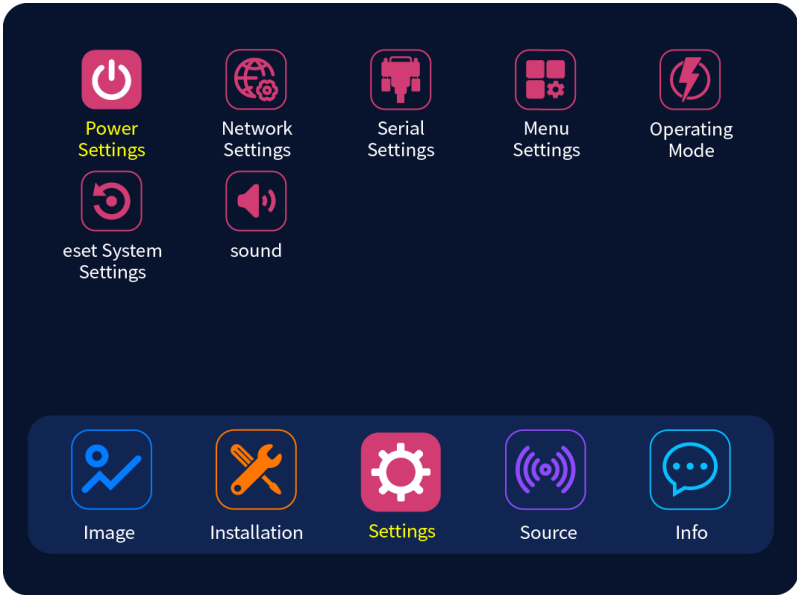 Power
Settings
Network
Settings
Serial
Settings
Menu
Settings
Operating
Mode
eset System
Settings
sound
Image
Installation
Settings
Source
Info